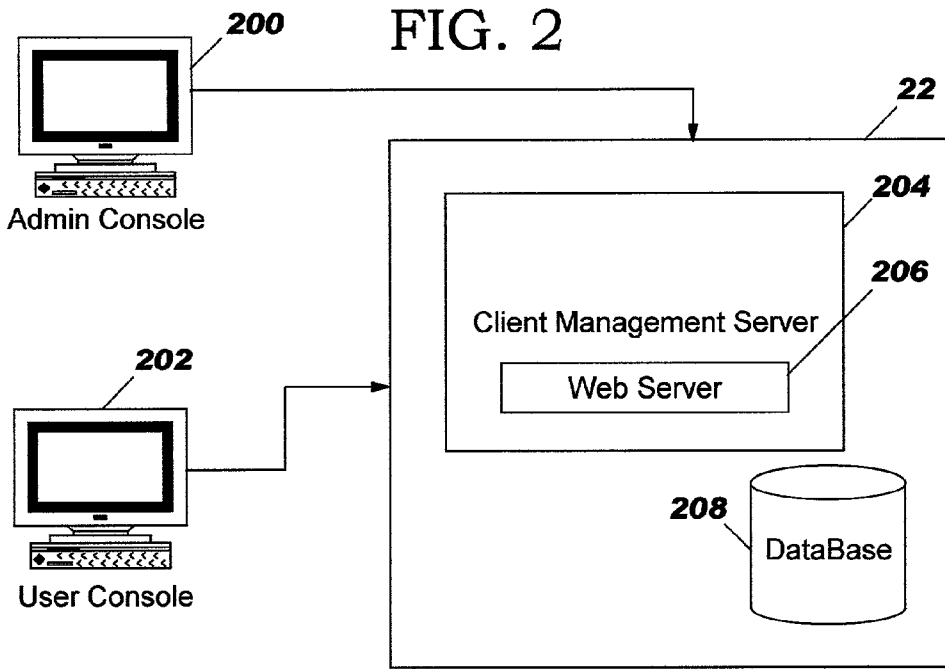 FIG. 2
200
Admin Console
22
204
206
Client Management Server
Web Server
202
User Console
208
DataBase